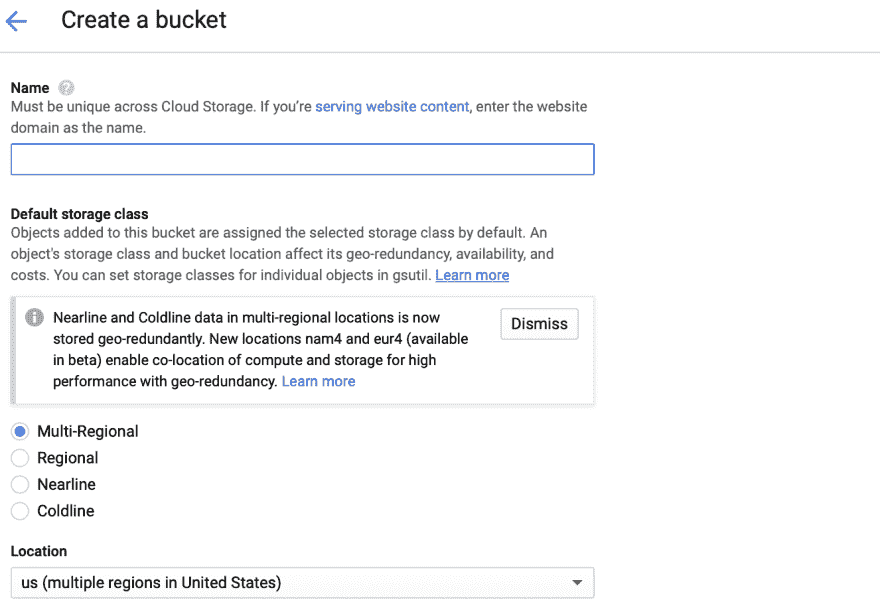 Create a bucket
Name
Must be unique across Cloud Storage. If you’re serving website content, enter the website
domain as the name.
Default storage class
Objects added to this bucket are assigned the selected storage class by default. An
object's storage class and bucket location affect its geo-redundancy, availability, and
costs. You can set storage classes for individual objects in gsutil. Learn more
Nearline and Coldline data in multi-regional locations is now
stored geo-redundantly. New locations nam4 and eur4 (available
in beta) enable co-location of compute and storage for high
performance with geo-redundancy. Learn more
Dismiss
Multi-Regional
Regional
Nearline
Coldline
Location
us (multiple regions in United States)